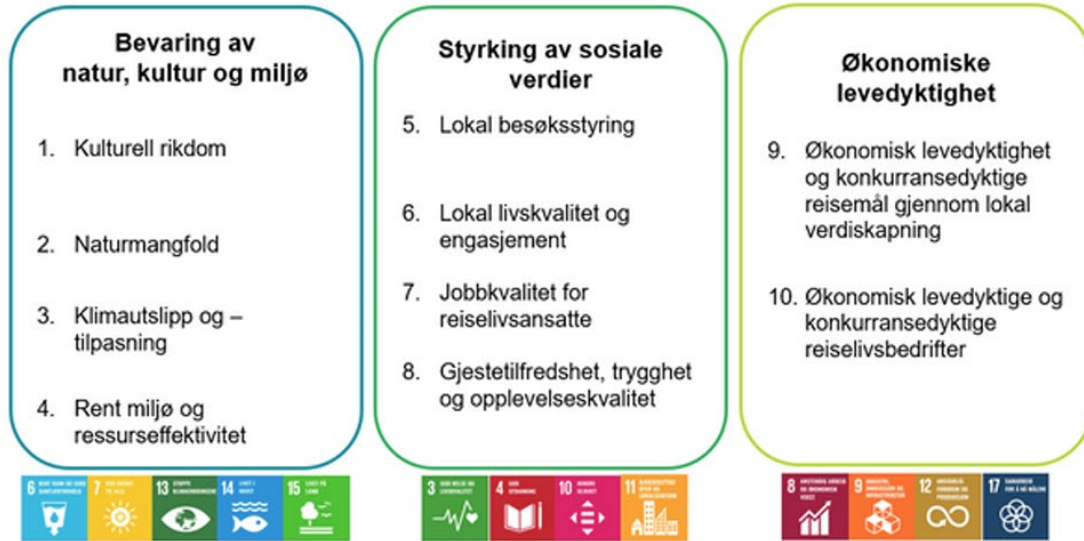 Bevaring av
natur, kultur og miljø
1. Kulturell rikdom
2. Naturmangfold
3. Klimautslipp og –
tilpasning
4. Rent miljø og
ressurseffektivitet
6
7
13
14
15
Styrking av sosiale
verdier
5. Lokal besøksstyring
6. Lokal livskvalitet og
engasjement
7. Jobbkvalitet for
reiselivsansatte
8. Gjestetilfredshet, trygghet
og opplevelseskvalitet
3
4
10
11
Økonomiske
levedyktighet
9. Økonomisk levedyktighet
og konkurransedyktige
reisemål gjennom lokal
verdiskapning
10. Økonomisk levedyktige og
konkurransedyktige
reiselivsbedrifter
8
9
12
17